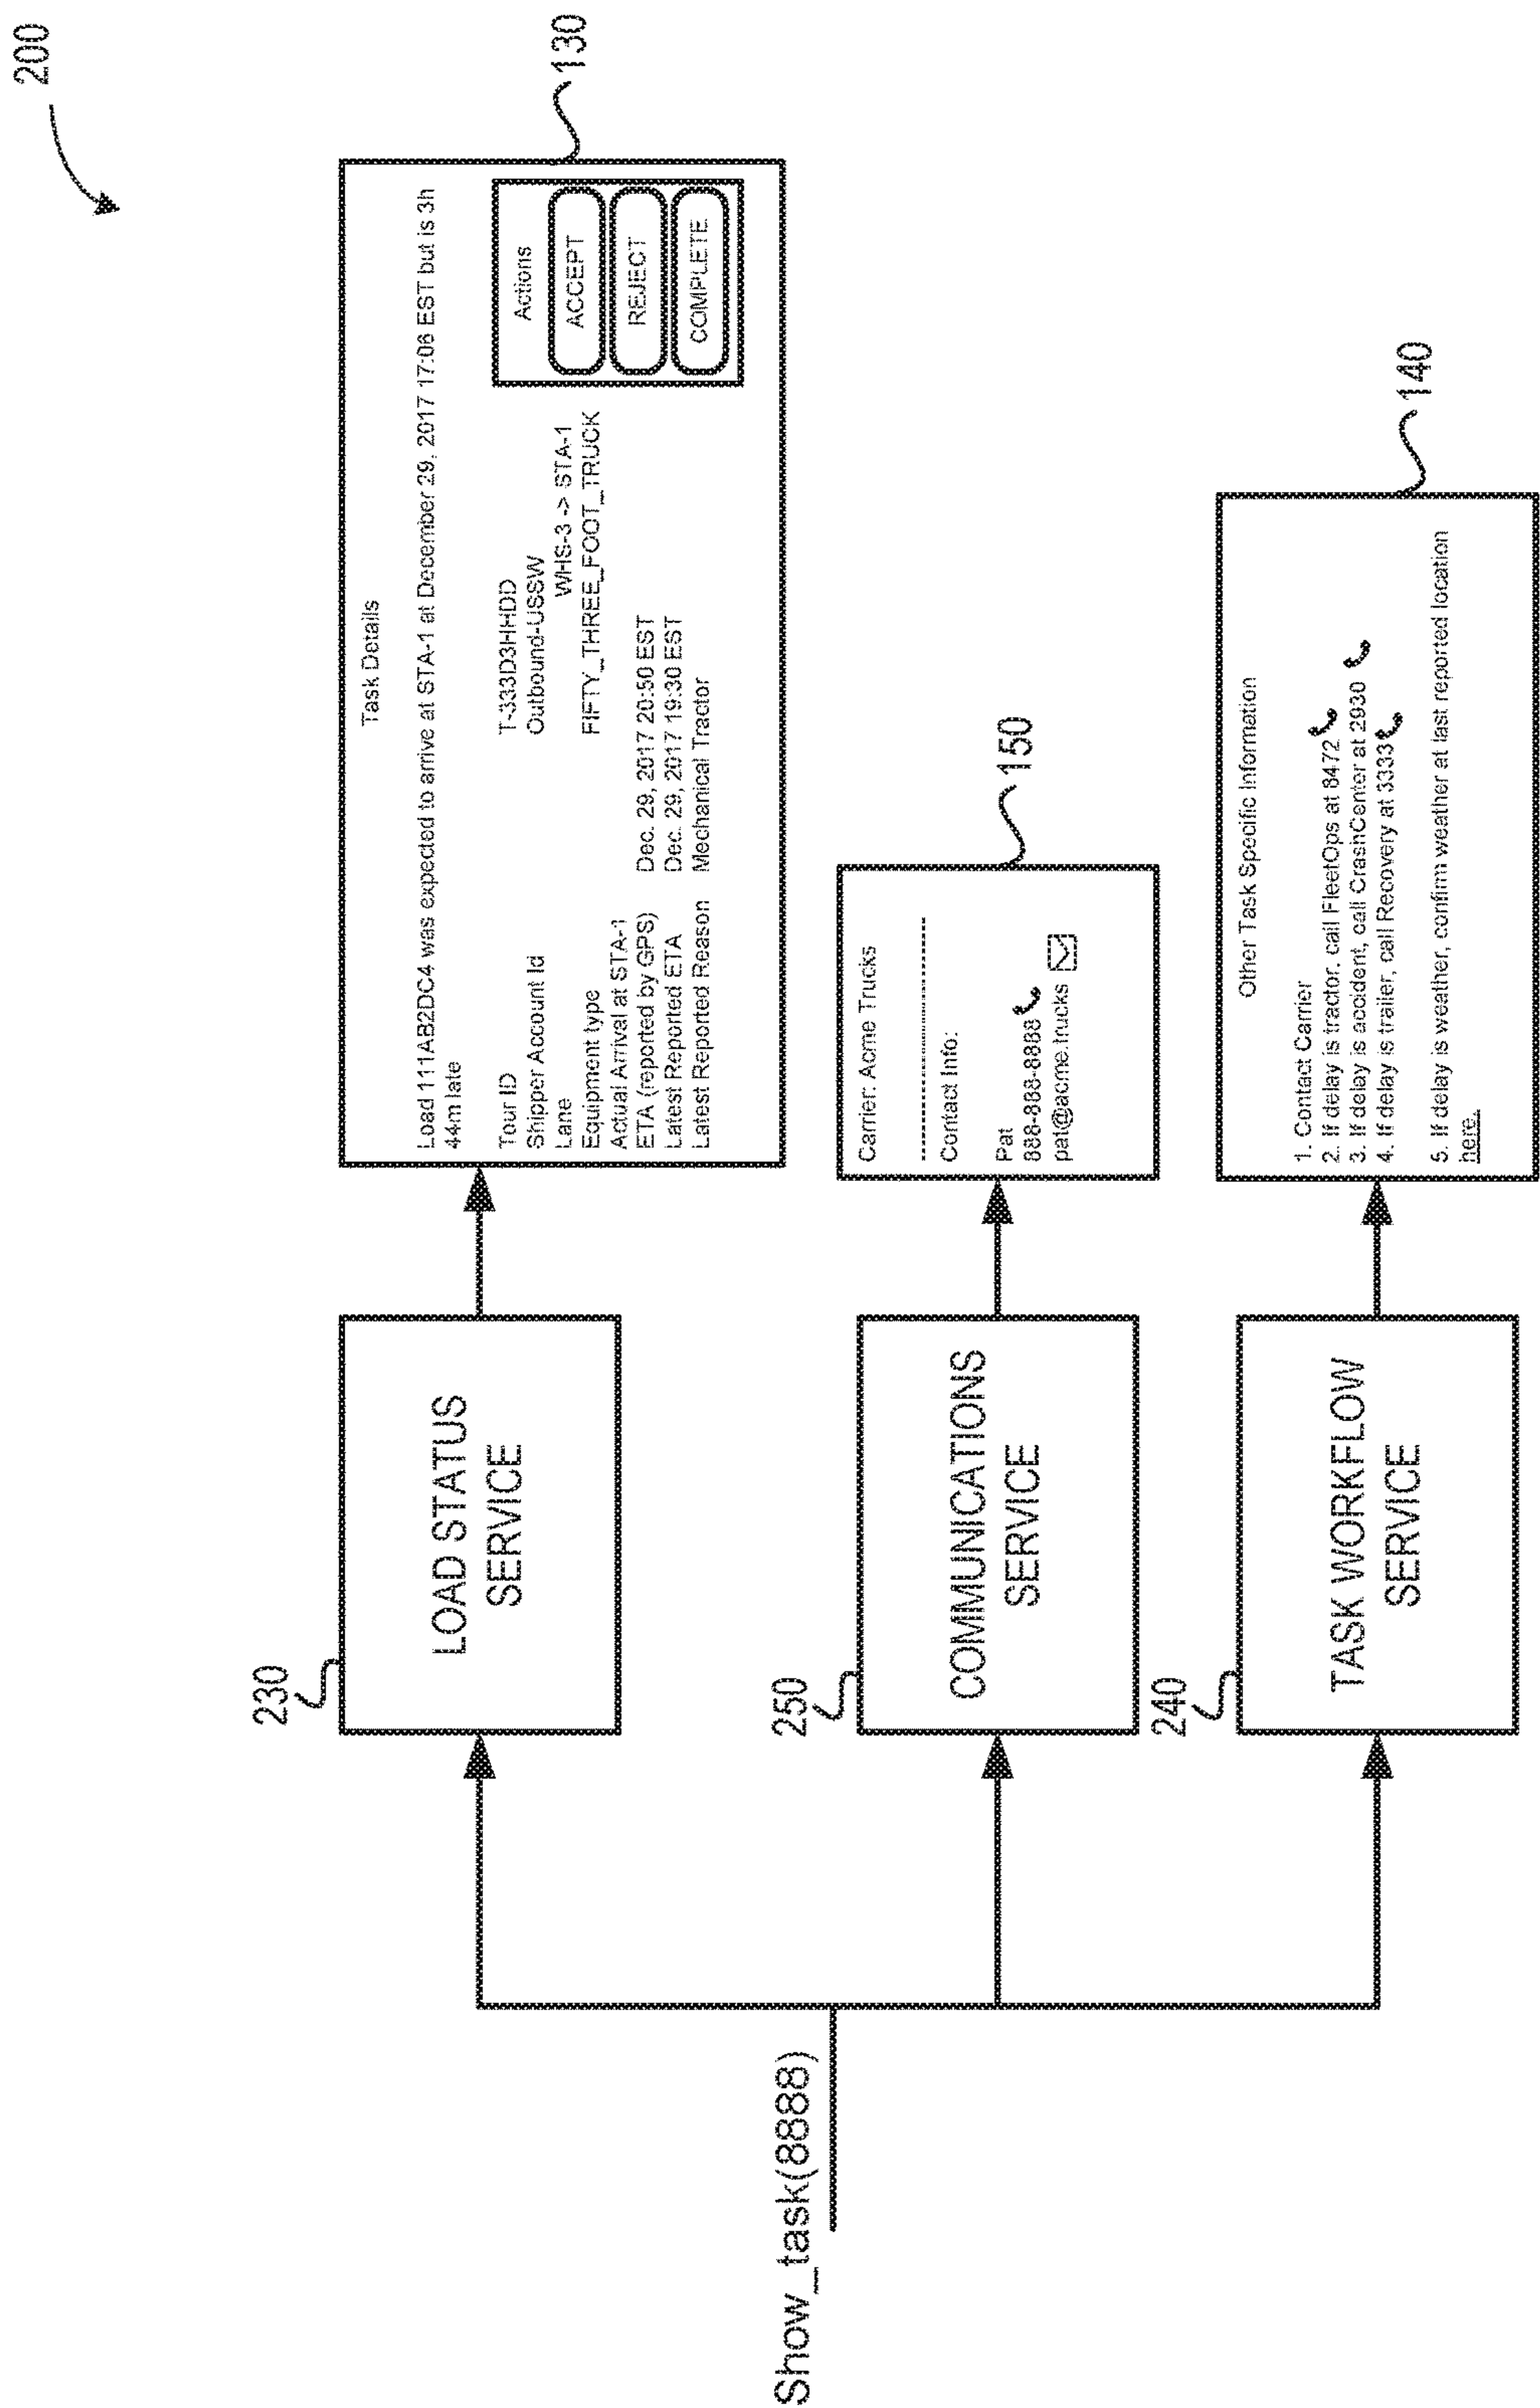 200
Show_task(8888)
230
LOAD STATUS
SERVICE
250
COMMUNICATIONS
SERVICE
240
TASK WORKFLOW
SERVICE
130
Task Details
Load 111AB2DC4 was expected to arrive at STA-1 at December 29, 2017 17:06 EST but is 3h
44m late
Tour ID T-333D3HHDD
Shipper Account Id Outbound-USSW
Lane WHS-3 -> STA-1
Equipment type FIFTY_THREE_FOOT_TRUCK
Actual Arrival at STA-1
ETA (reported by GPS) Dec. 29, 2017 20:50 EST
Latest Reported ETA Dec. 29, 2017 19:30 EST
Latest Reported Reason Mechanical Tractor
Actions
ACCEPT
REJECT
COMPLETE
150
Carrier: Acme Trucks
Contact Info:
Pat
888-888-8888
pat@acme.trucks
140
Other Task Specific Information
1. Contact Carrier
2. If delay is tractor, call FleetOps at 8472
3. If delay is accident, call CrashCenter at 2930
4. If delay is trailer, call Recovery at 3333
5. If delay is weather, confirm weather at last reported location
here.